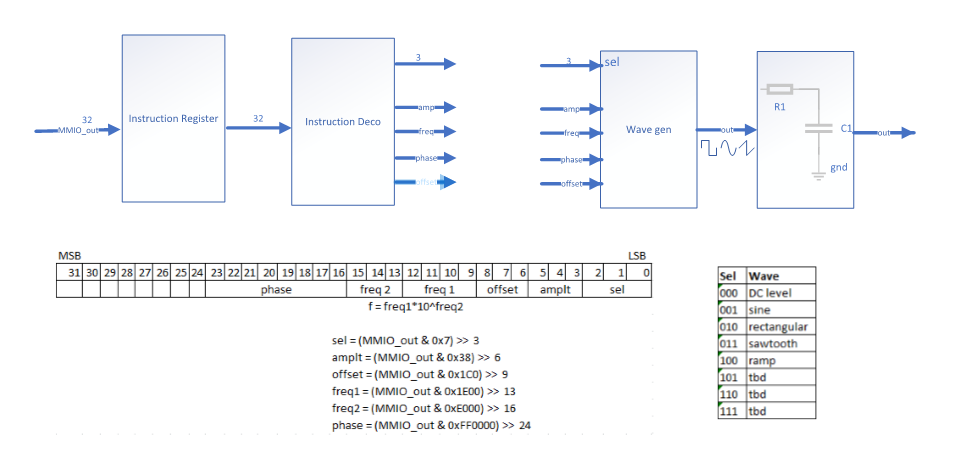 32
MMIO_out
Instruction Register
32
Instruction Deco
3
amp
freq
phase
offset
3
sel
amp
freq
phase
offset
Wave gen
out
R1
C1
gnd
out
MSB LSB
31 30 29 28 27 26 25 24 23 22 21 20 19 18 17 16 15 14 13 12 11 10 9 8 7 6 5 4 3 2 1 0
phase freq 2 freq 1 offset amplt sel
f = freq1*10^freq2
sel = (MMIO_out & 0x7) >> 3
amplt = (MMIO_out & 0x38) >> 6
offset = (MMIO_out & 0x1C0) >> 9
freq1 = (MMIO_out & 0x1E00) >> 13
freq2 = (MMIO_out & 0xE000) >> 16
phase = (MMIO_out & 0xFF0000) >> 24
Sel Wave
000 DC level
001 sine
010 rectangular
011 sawtooth
100 ramp
101 tbd
110 tbd
111 tbd